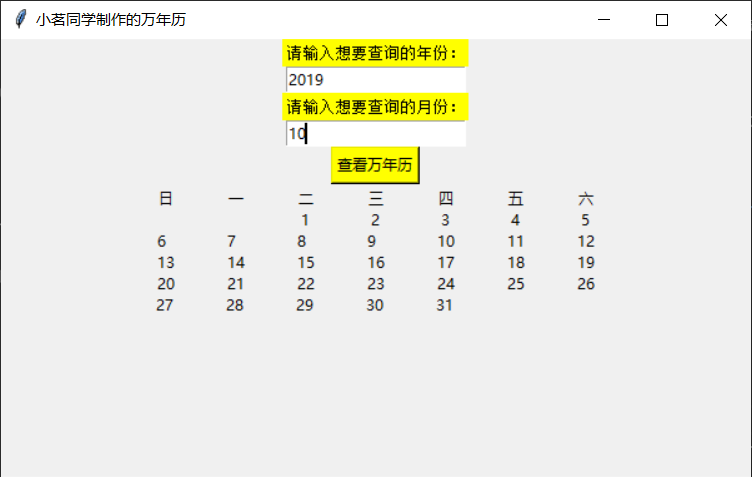 小茗同学制作的万年历
请输入想要查询的年份:
2019
请输入想要查询的月份:
10
查看万年历
日 一 二 三 四 五 六
1 2 3 4 5
6 7 8 9 10 11 12
13 14 15 16 17 18 19
20 21 22 23 24 25 26
27 28 29 30 31